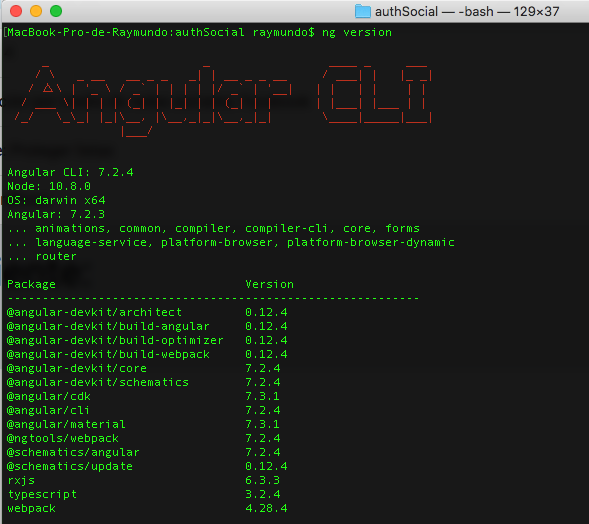 authSocial — -bash — 129×37
[MacBook-Pro-de-Raymundo:authSocial raymundo$ ng version
Angular CLI
Angular CLI: 7.2.4
Node: 10.8.0
OS: darwin x64
Angular: 7.2.3
... animations, common, compiler, compiler-cli, core, forms
... language-service, platform-browser, platform-browser-dynamic
... router
Package Version
-----------------------------------------------------------
@angular-devkit/architect 0.12.4
@angular-devkit/build-angular 0.12.4
@angular-devkit/build-optimizer 0.12.4
@angular-devkit/build-webpack 0.12.4
@angular-devkit/core 7.2.4
@angular-devkit/schematics 7.2.4
@angular/cdk 7.3.1
@angular/cli 7.2.4
@angular/material 7.3.1
@ngtools/webpack 7.2.4
@schematics/angular 7.2.4
@schematics/update 0.12.4
rxjs 6.3.3
typescript 3.2.4
webpack 4.28.4